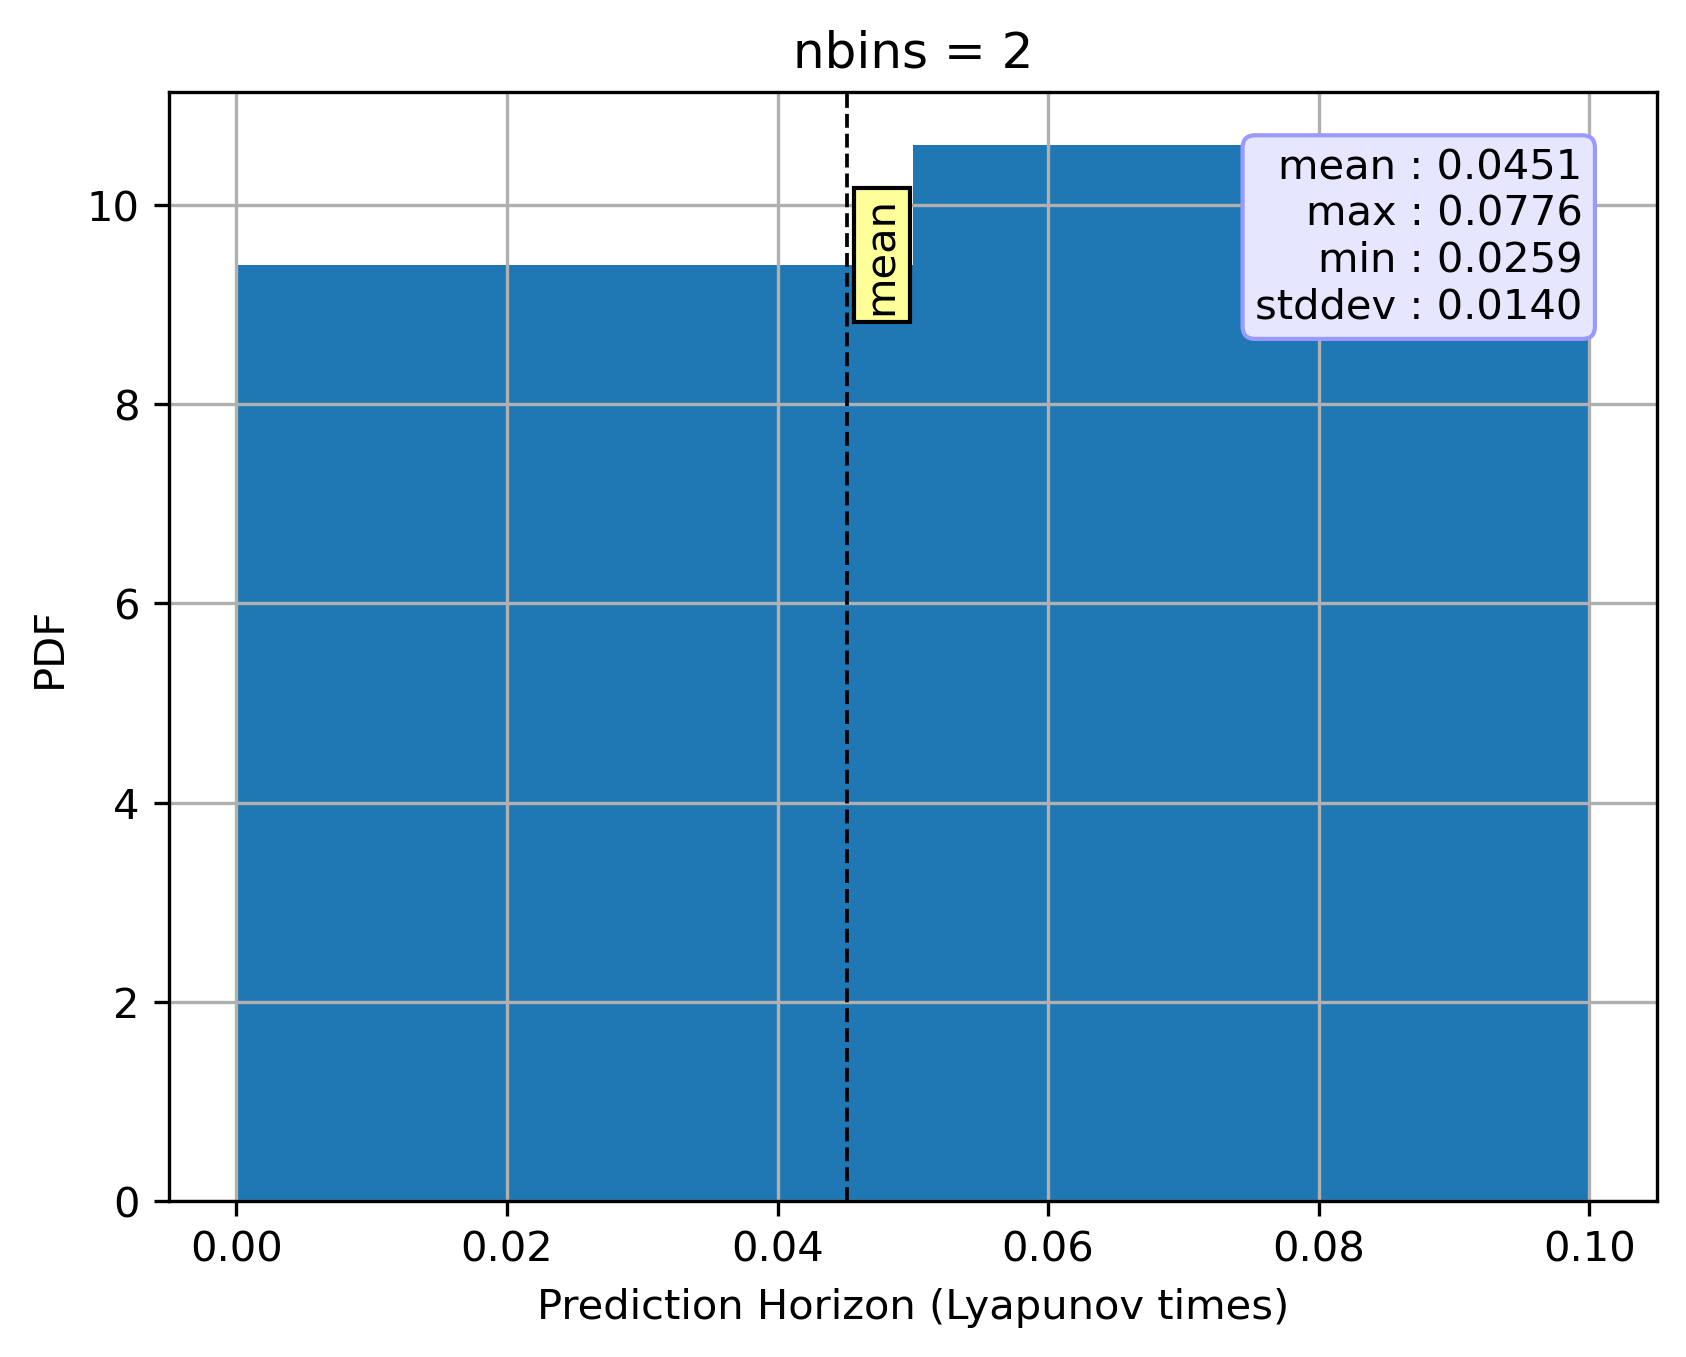 nbins = 2
mean : 0.0451
max : 0.0776
min : 0.0259
stddev : 0.0140
mean
PDF
10
8
6
4
2
0
0.00 0.02 0.04 0.06 0.08 0.10
Prediction Horizon (Lyapunov times)